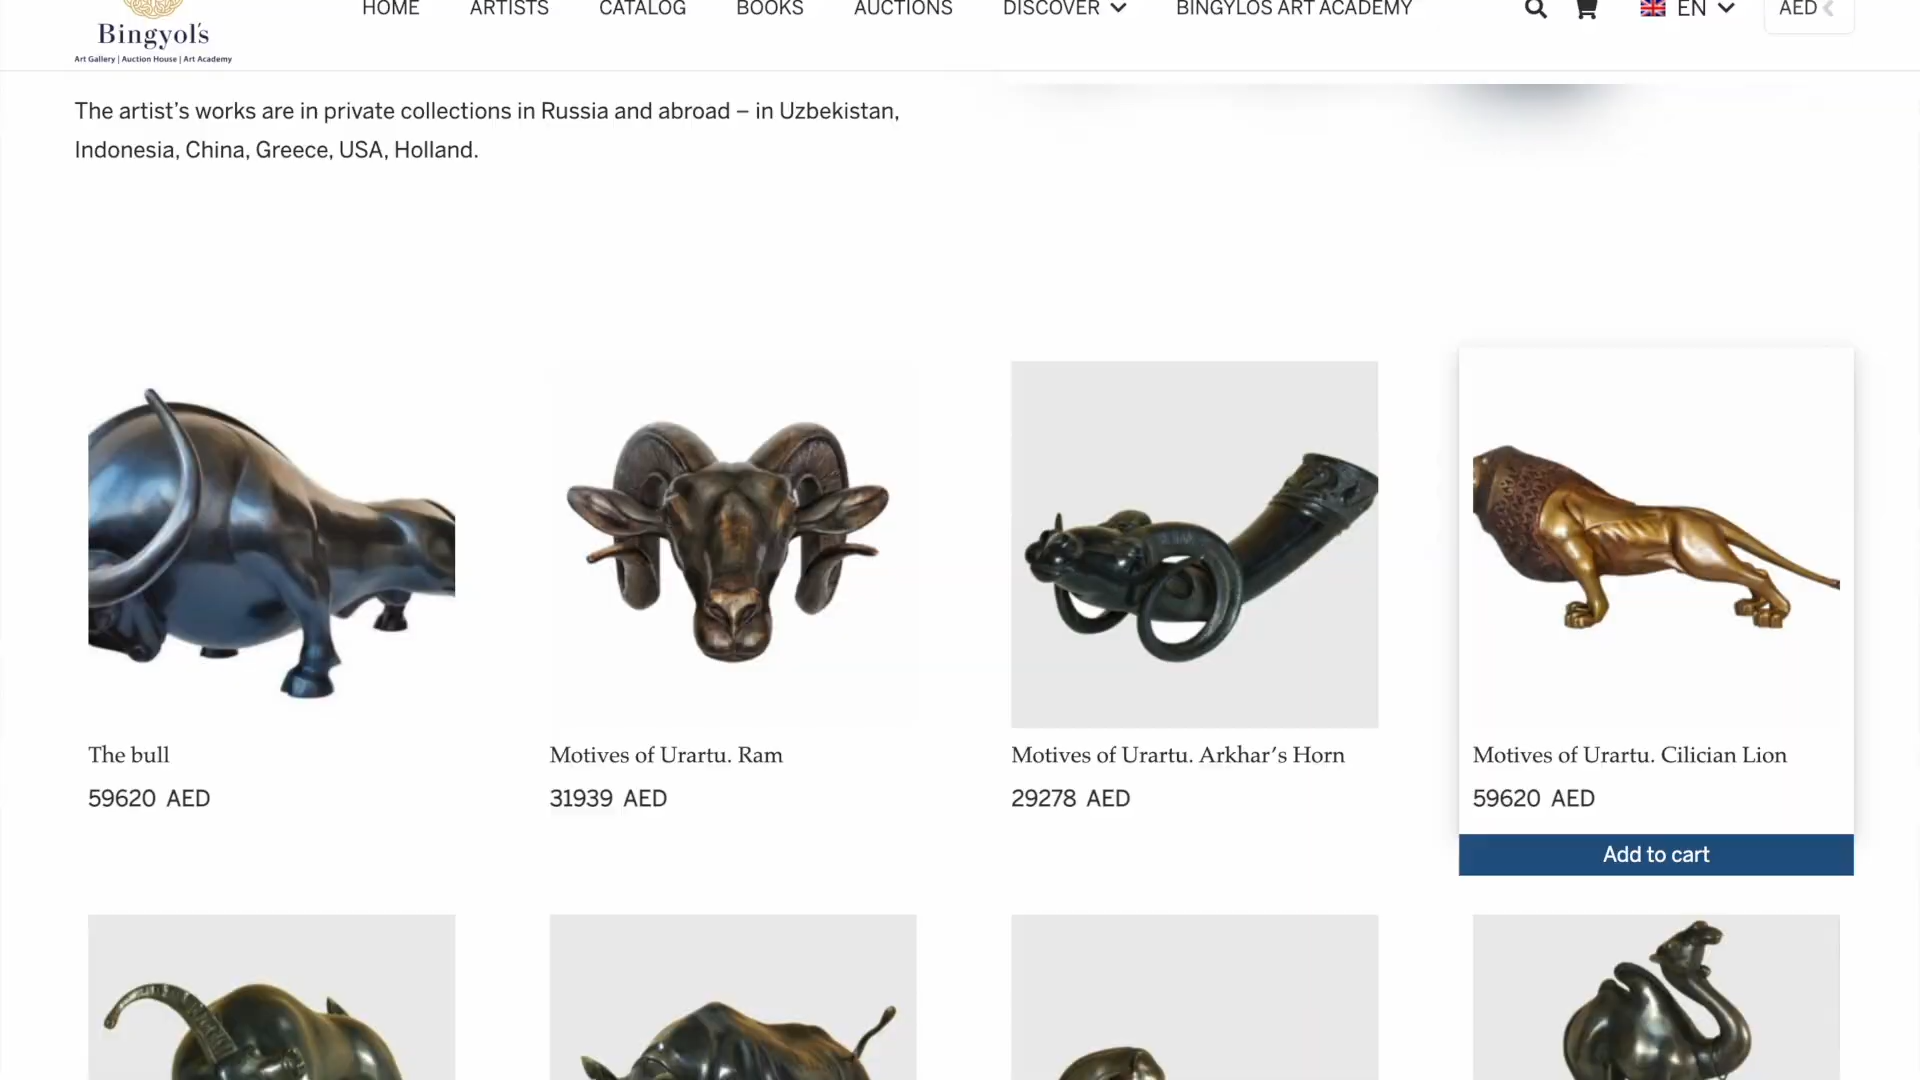 HOME
ARTISTS
CATALOG
BOOKS
AUCTIONS
DISCOVER
BINGYLOS ART ACADEMY
EN
AED
Bingyol's
Art Gallery | Auction House | Art Academy
The artist's works are in private collections in Russia and abroad – in Uzbekistan,
Indonesia, China, Greece, USA, Holland.
The bull
59620 AED
Motives of Urartu. Ram
31939 AED
Motives of Urartu. Arkhar's Horn
29278 AED
Motives of Urartu. Cilician Lion
59620 AED
Add to cart